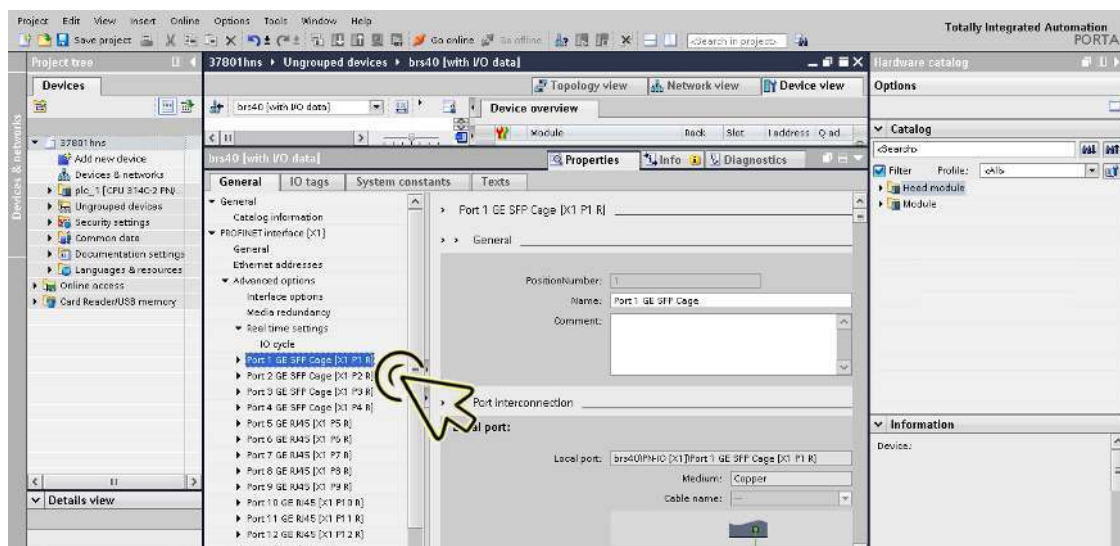 Project Edit View Insert Online Options Tools Window Help
Totally Integrated Automation
PORTA
Save project
Go online
Go offline
<Search in project>
Project tree
37801hns ▸ Ungrouped devices ▸ brs40 [with I/O data]
Hardware catalog
Devices
Topology view
Network view
Device view
Options
brs40 [with I/O data]
Device overview
Module Rack Slot I address Q ad
Catalog
<Search>
Filter Profile: <All>
Head module
Module
Devices & networks
37801hns
Add new device
Devices & networks
plc_1 [CPU 314C-2 PN/
Ungrouped devices
Security settings
Common data
Documentation settings
Languages & resources
Online access
Card Reader/USB memory
Details view
brs40 [with I/O data]
Properties
Info
Diagnostics
General
IO tags
System constants
Texts
General
Catalog information
PROFINET interface [X1]
General
Ethernet addresses
Advanced options
Interface options
Media redundancy
Real time settings
IO cycle
Port 1 GE SFP Cage [X1 P1 R]
Port 2 GE SFP Cage [X1 P2 R]
Port 3 GE SFP Cage [X1 P3 R]
Port 4 GE SFP Cage [X1 P4 R]
Port 5 GE RJ45 [X1 P5 R]
Port 6 GE RJ45 [X1 P6 R]
Port 7 GE RJ45 [X1 P7 R]
Port 8 GE RJ45 [X1 P8 R]
Port 9 GE RJ45 [X1 P9 R]
Port 10 GE RJ45 [X1 P10 R]
Port 11 GE RJ45 [X1 P11 R]
Port 12 GE RJ45 [X1 P12 R]
Port 1 GE SFP Cage [X1 P1 R]
General
PositionNumber: 1
Name: Port 1 GE SFP Cage
Comment:
Port interconnection
al port:
Local port: brs40\PN-IO [X1]\Port 1 GE SFP Cage [X1 P1 R]
Medium: Copper
Cable name: ---
Information
Device: